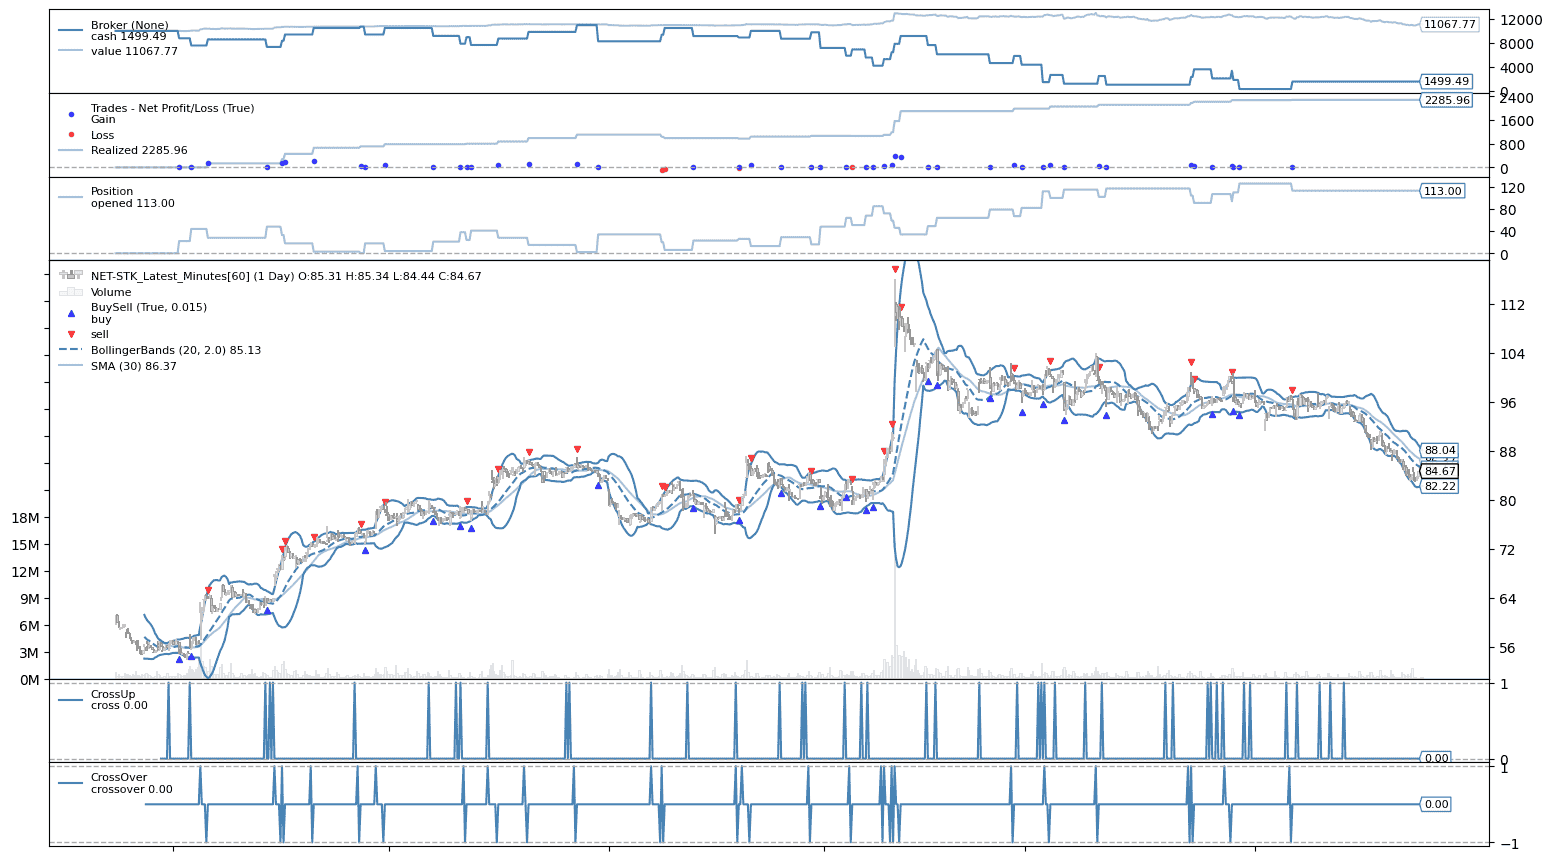 Broker (None)
cash 1499.49
value 11067.77
11067.77
1499.49
12000
8000
4000
0
Trades - Net Profit/Loss (True)
Gain
Loss
Realized 2285.96
2285.96
2400
1600
800
0
Position
opened 113.00
113.00
120
80
40
0
NET-STK_Latest_Minutes[60] (1 Day) O:85.31 H:85.34 L:84.44 C:84.67
Volume
BuySell (True, 0.015)
buy
sell
BollingerBands (20, 2.0) 85.13
SMA (30) 86.37
18M
15M
12M
9M
6M
3M
0M
112
104
96
88
80
72
64
56
88.04
84.67
82.22
CrossUp
cross 0.00
0.00
1
0
CrossOver
crossover 0.00
0.00
1
−1